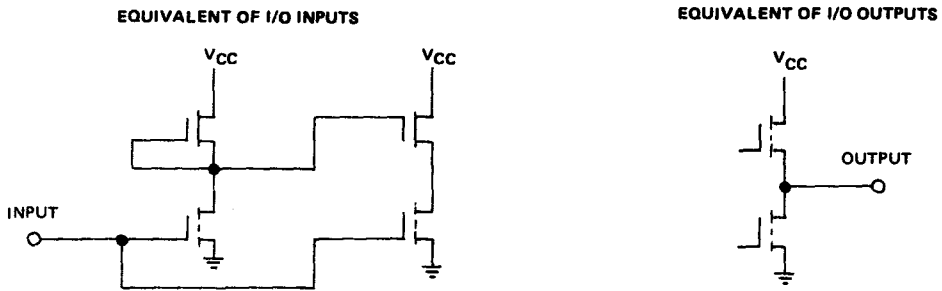 EQUIVALENT OF I/O INPUTS
EQUIVALENT OF I/O OUTPUTS
VCC
VCC
VCC
INPUT
OUTPUT